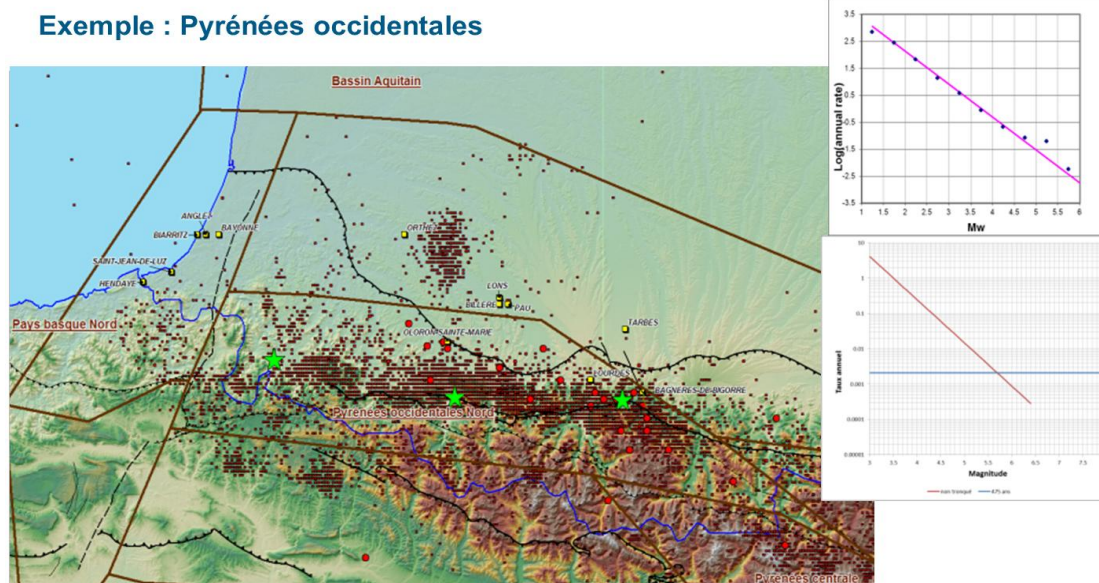 Exemple : Pyrénées occidentales
Bassin Aquitain
ANGLET
BIARRITZ
BAYONNE
ORTHEZ
SAINT-JEAN-DE-LUZ
HENDAYE
LONS
BILLERE
PAU
Pays basque Nord
OLORON-SAINTE-MARIE
TARBES
LOURDES
BAGNERES-DE-BIGORRE
Pyrénées occidentales Nord
Pyrénées centrale
3.5
2.5
1.5
0.5
-0.5
-1.5
-2.5
-3.5
Log(annual rate)
1 1.5 2 2.5 3 3.5 4 4.5 5 5.5 6
Mw
10
1
0.1
0.01
0.001
0.0001
0.00001
Taux annuel
3 3.5 4 4.5 5 5.5 6 6.5 7 7.5
Magnitude
475 ans